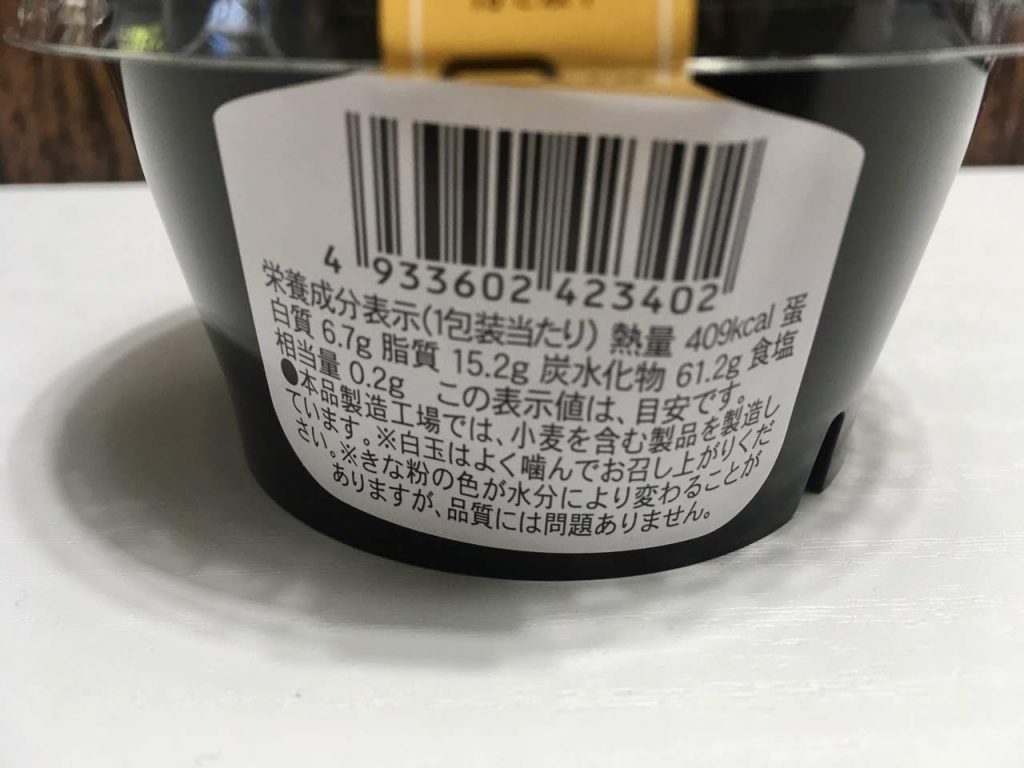 4 933602 423402
栄養成分表示(1包装当たり) 熱量 409kcal 蛋
白質 6.7g 脂質 15.2g 炭水化物 61.2g 食塩
相当量 0.2g この表示値は、目安です。
●本品製造工場では、小麦を含む製品を製造し
ています。※白玉はよく噛んでお召し上がりくだ
さい。※きな粉の色が水分により変わることが
ありますが、品質には問題ありません。